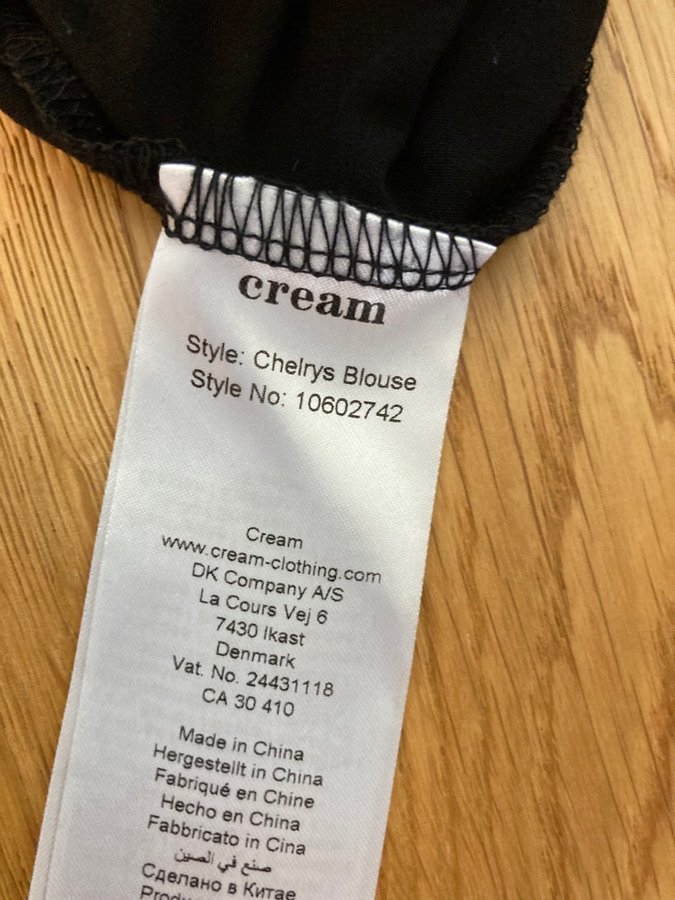 cream
Style: Chelrys Blouse
Style No: 10602742
Cream
www.cream-clothing.com
DK Company A/S
La Cours Vej 6
7430 Ikast
Denmark
Vat. No. 24431118
CA 30 410
Made in China
Hergestellt in China
Fabriqué en Chine
Hecho en China
Fabbricato in Cina
صنع في الصين
Сделано в Китае